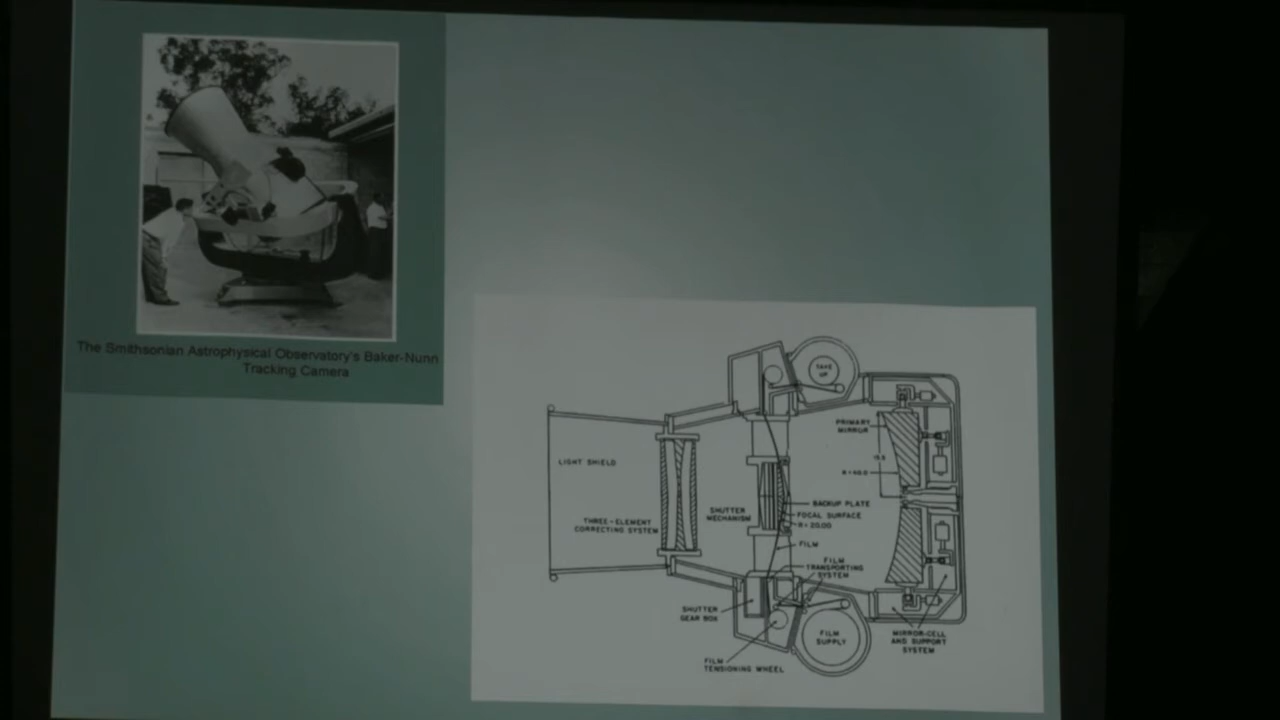 The Smithsonian Astrophysical Observatory's Baker-Nunn
Tracking Camera
TAKE
UP
PRIMARY
MIRROR
LIGHT SHIELD
BACKUP PLATE
SHUTTER
MECHANISM
FOCAL SURFACE
THREE-ELEMENT
CORRECTING SYSTEM
R = 20.00
FILM
FILM
TRANSPORTING
SYSTEM
SHUTTER
GEAR BOX
FILM
SUPPLY
MIRROR-CELL
AND SUPPORT
SYSTEM
FILM
TENSIONING WHEEL